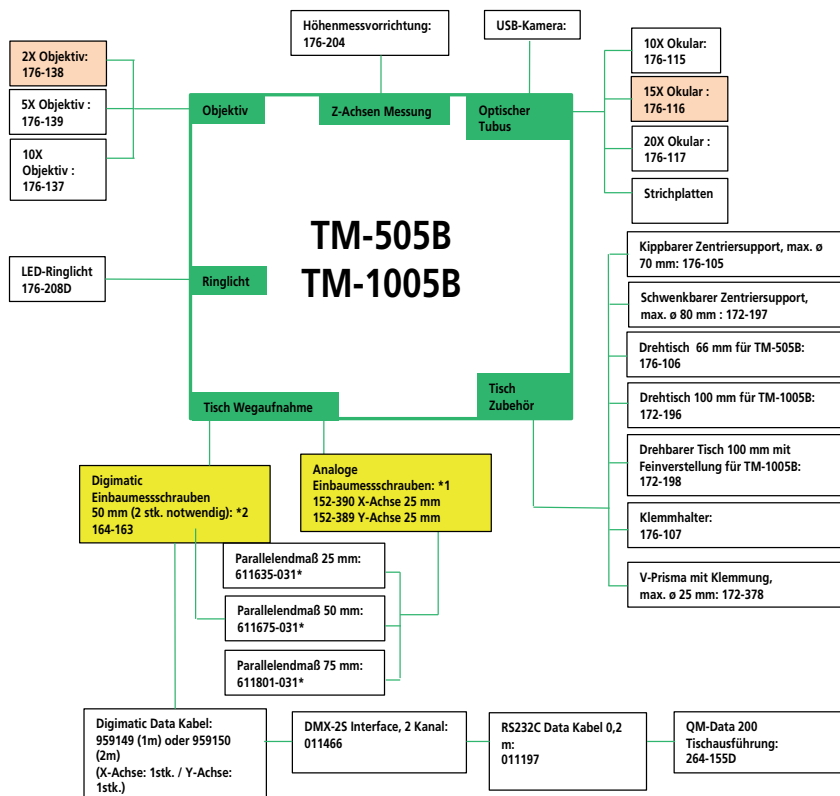 Höhenmessvorrichtung:
176-204
USB-Kamera:
2X Objektiv:
176-138
5X Objektiv :
176-139
10X
Objektiv :
176-137
10X Okular:
176-115
15X Okular :
176-116
20X Okular :
176-117
Strichplatten
Objektiv
Z-Achsen Messung
Optischer
Tubus
TM-505B
TM-1005B
LED-Ringlicht
176-208D
Ringlicht
Kippbarer Zentriersupport, max. ø
70 mm: 176-105
Schwenkbarer Zentriersupport,
max. ø 80 mm : 172-197
Drehtisch 66 mm für TM-505B:
176-106
Drehtisch 100 mm für TM-1005B:
172-196
Drehbarer Tisch 100 mm mit
Feinverstellung für TM-1005B:
172-198
Klemmhalter:
176-107
V-Prisma mit Klemmung,
max. ø 25 mm: 172-378
Tisch Wegaufnahme
Tisch
Zubehör
Digimatic
Einbaumessschrauben
50 mm (2 stk. notwendig): *2
164-163
Analoge
Einbaumessschrauben: *1
152-390 X-Achse 25 mm
152-389 Y-Achse 25 mm
Parallelendmaß 25 mm:
611635-031*
Parallelendmaß 50 mm:
611675-031*
Parallelendmaß 75 mm:
611801-031*
Digimatic Data Kabel:
959149 (1m) oder 959150
(2m)
(X-Achse: 1stk. / Y-Achse:
1stk.)
DMX-2S Interface, 2 Kanal:
011466
RS232C Data Kabel 0,2
m:
011197
QM-Data 200
Tischausführung:
264-155D